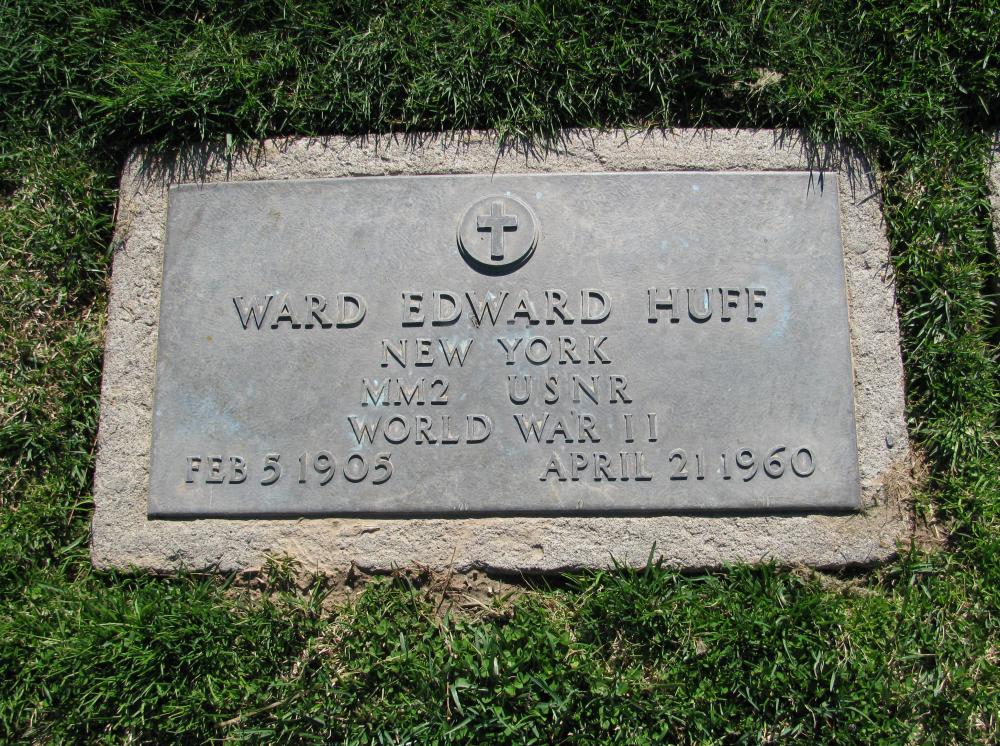 WARD EDWARD HUFF
NEW YORK
MM2 USNR
WORLD WAR II
FEB 5 1905 APRIL 21 1960